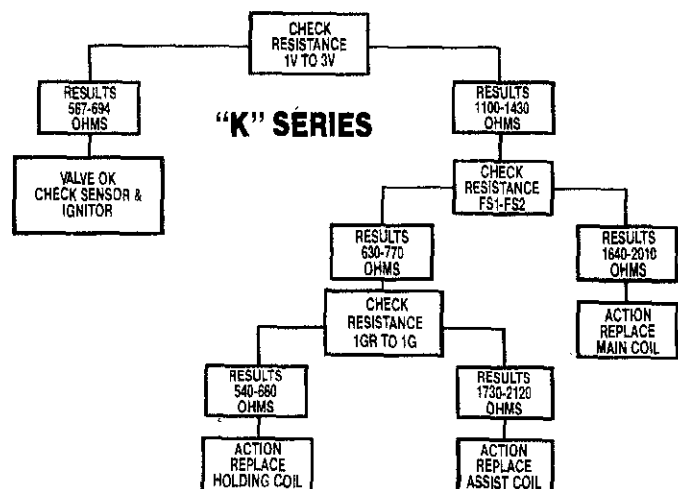 CHECK
RESISTANCE
1V TO 3V
RESULTS
567-694
OHMS
"K" SERIES
RESULTS
1100-1430
OHMS
VALVE OK
CHECK SENSOR &
IGNITOR
CHECK
RESISTANCE
FS1-FS2
RESULTS
630-770
OHMS
RESULTS
1640-2010
OHMS
CHECK
RESISTANCE
1GR TO 1G
ACTION
REPLACE
MAIN COIL
RESULTS
540-660
OHMS
RESULTS
1730-2120
OHMS
ACTION
REPLACE
HOLDING COIL
ACTION
REPLACE
ASSIST COIL